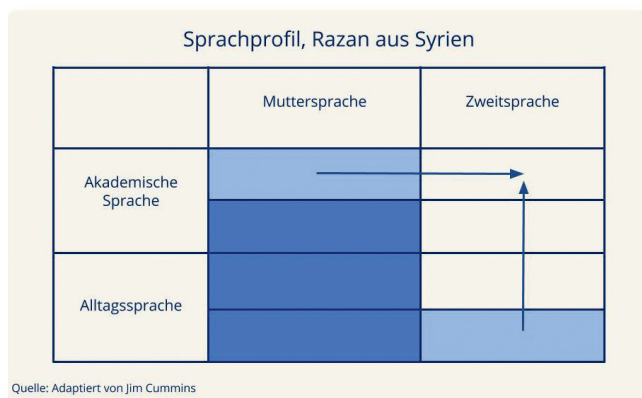 Sprachprofil, Razan aus Syrien
Muttersprache
Zweitsprache
Akademische
Sprache
Alltagssprache
Quelle: Adaptiert von Jim Cummins